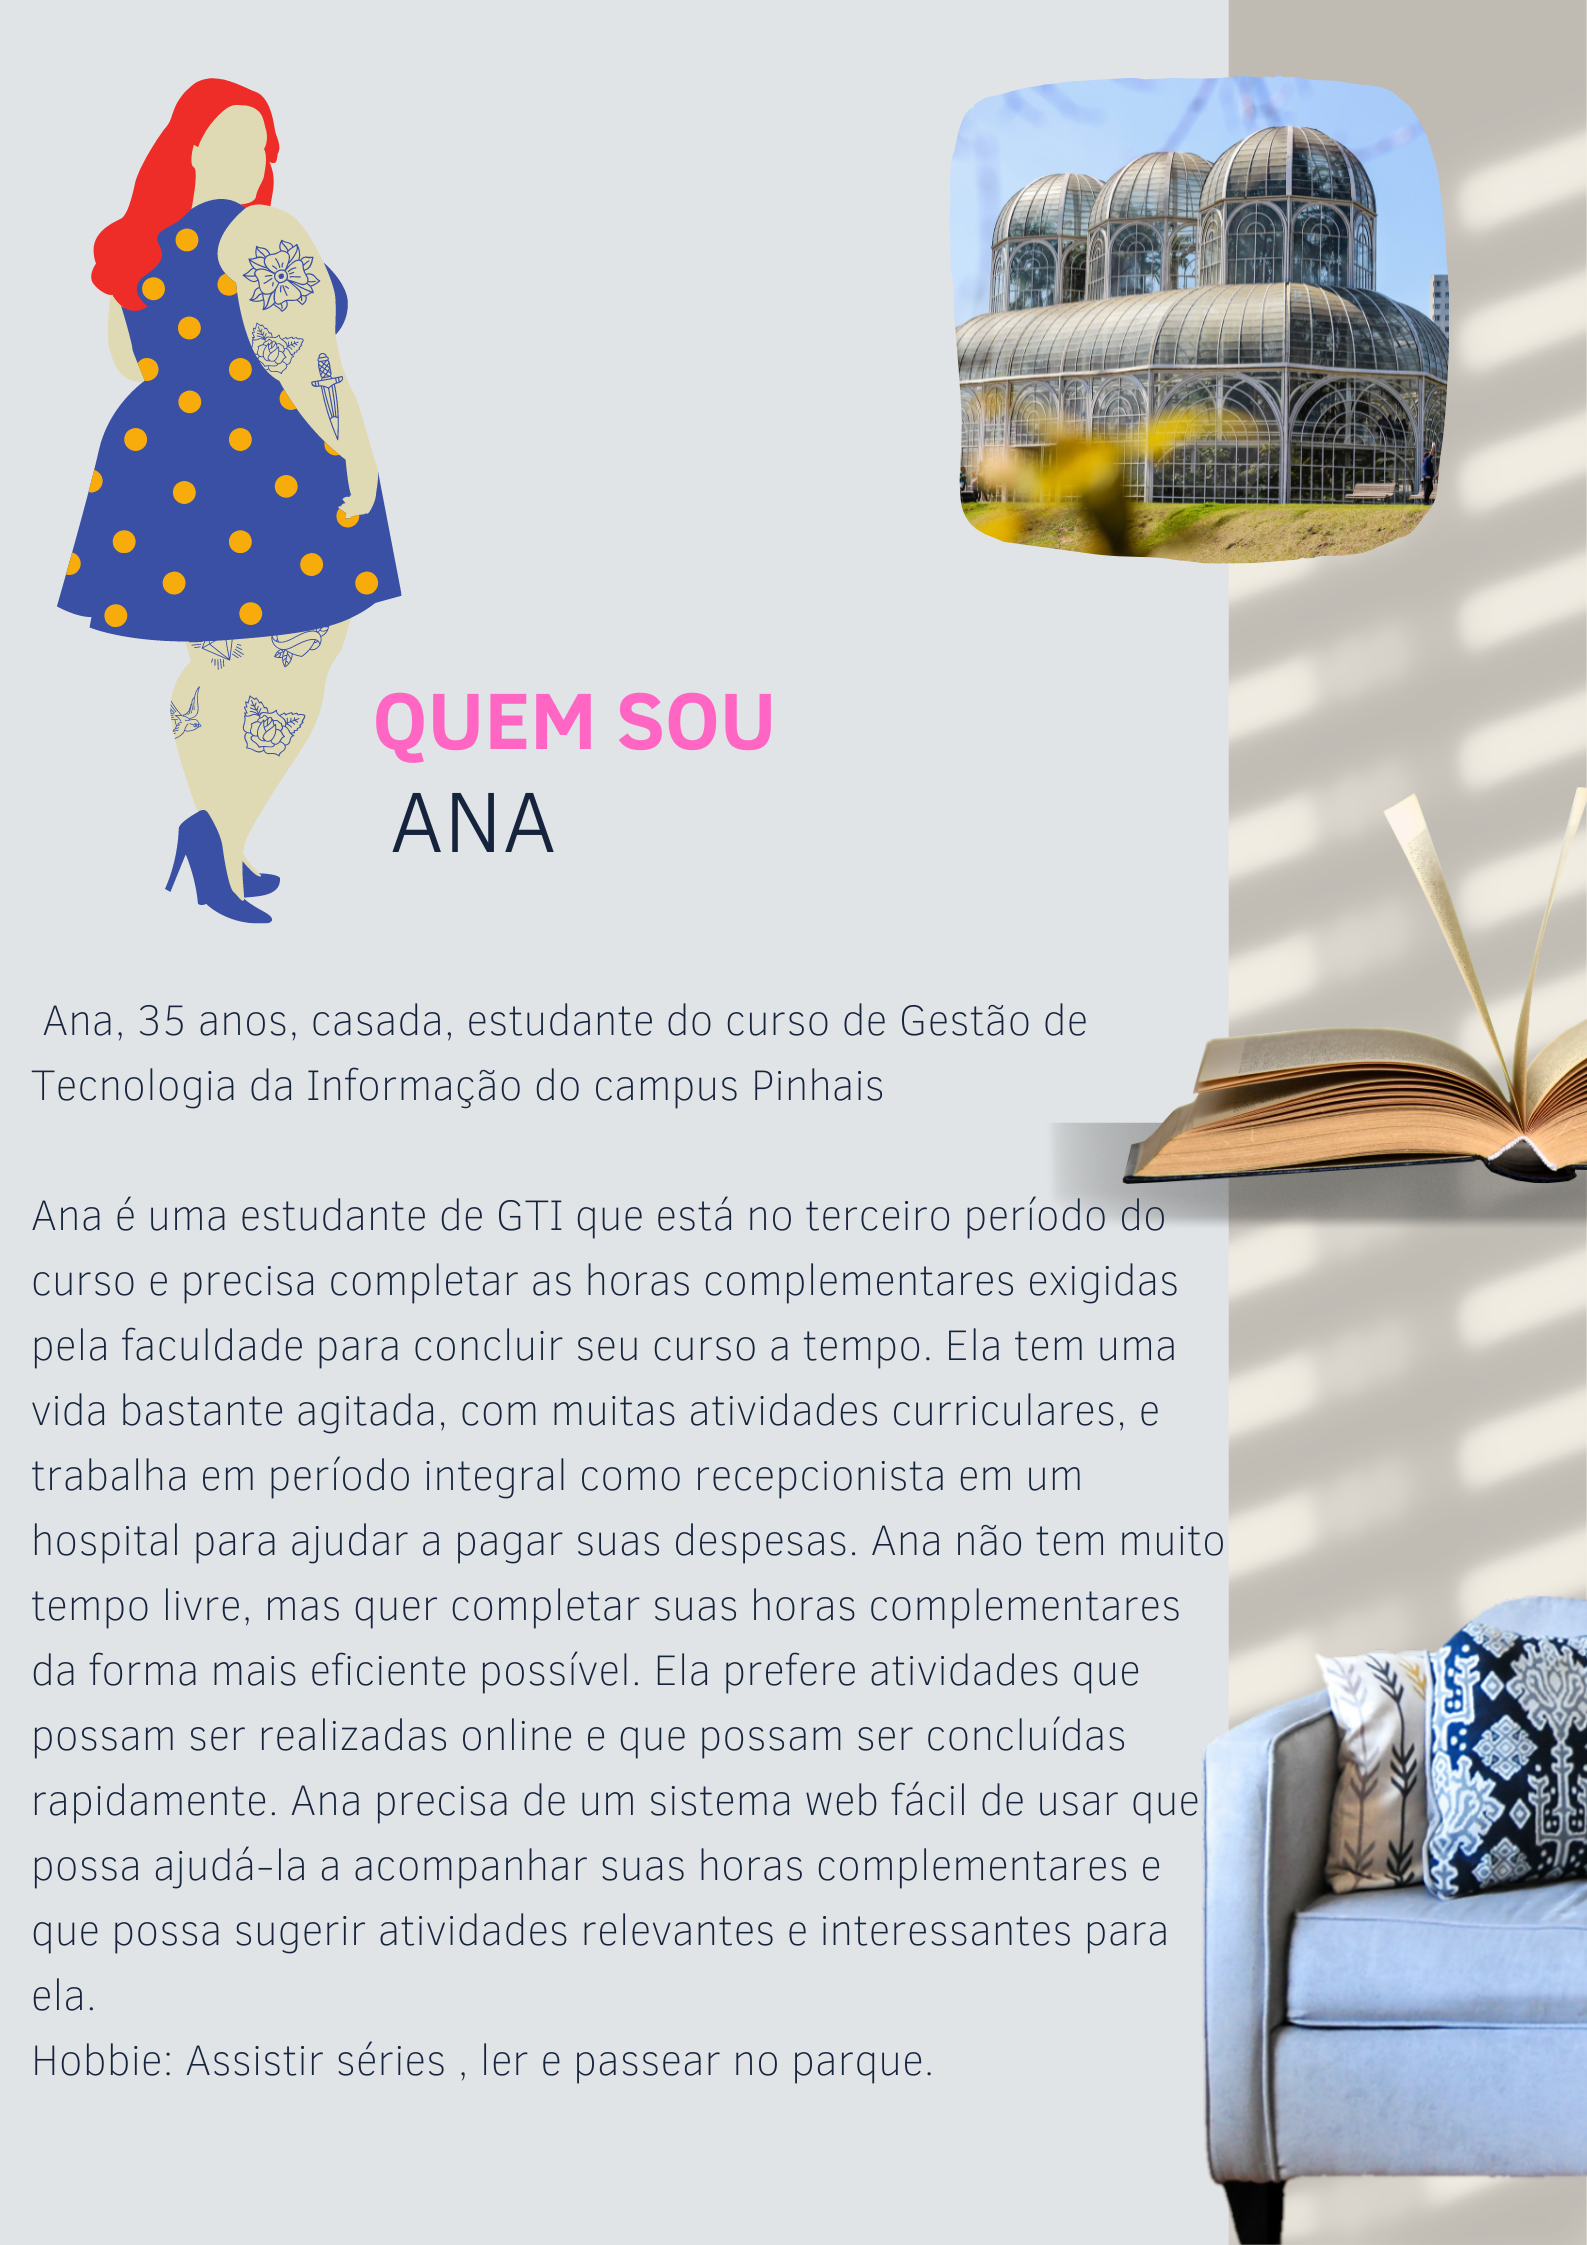 QUEM SOU
ANA
Ana, 35 anos, casada, estudante do curso de Gestão de
Tecnologia da Informação do campus Pinhais
Ana é uma estudante de GTI que está no terceiro período do
curso e precisa completar as horas complementares exigidas
pela faculdade para concluir seu curso a tempo. Ela tem uma
vida bastante agitada, com muitas atividades curriculares, e
trabalha em período integral como recepcionista em um
hospital para ajudar a pagar suas despesas. Ana não tem muito
tempo livre, mas quer completar suas horas complementares
da forma mais eficiente possível. Ela prefere atividades que
possam ser realizadas online e que possam ser concluídas
rapidamente. Ana precisa de um sistema web fácil de usar que
possa ajudá-la a acompanhar suas horas complementares e
que possa sugerir atividades relevantes e interessantes para
ela.
Hobbie: Assistir séries , ler e passear no parque.